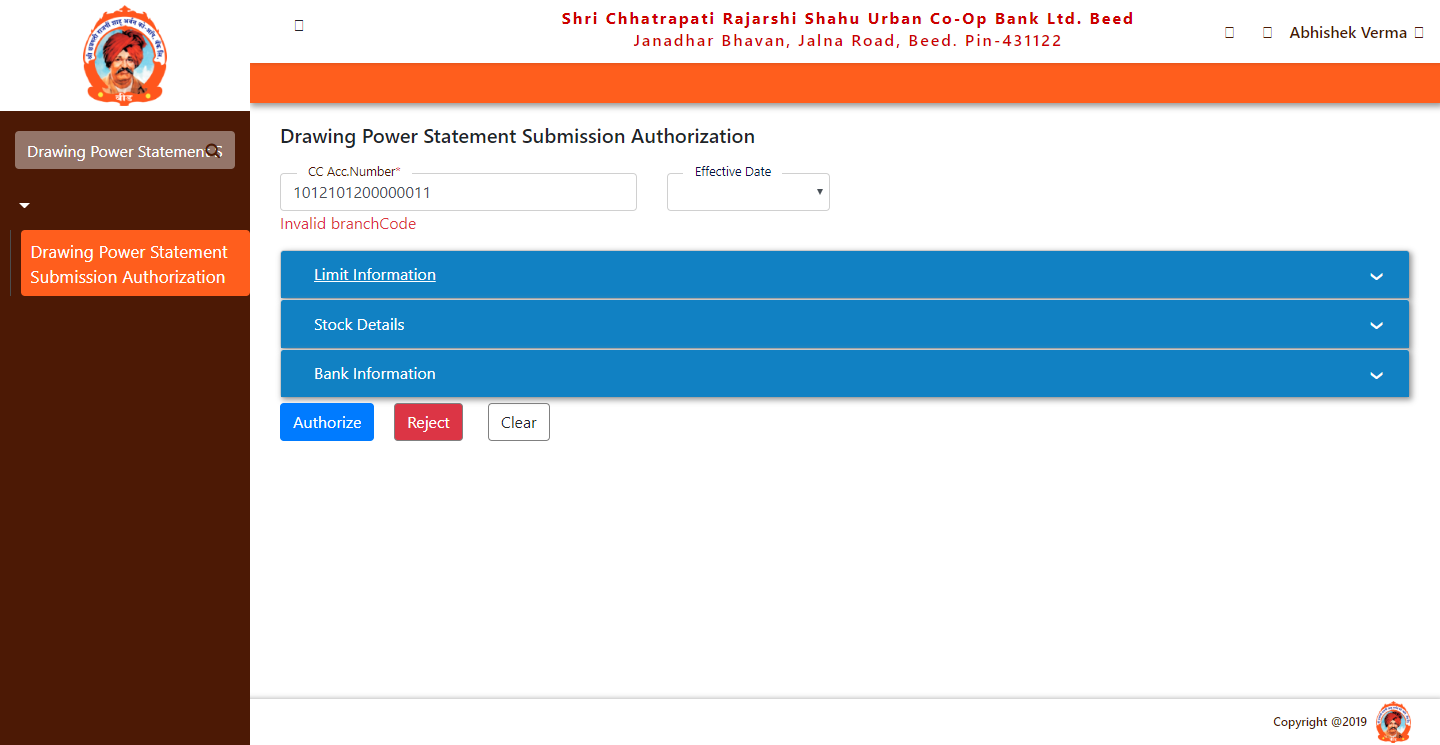 Shri Chhatrapati Rajarshi Shahu Urban Co-Op Bank Ltd. Beed
Janadhar Bhavan, Jalna Road, Beed. Pin-431122
Abhishek Verma
बीड
Drawing Power Statement S
Drawing Power Statement
Submission Authorization
Drawing Power Statement Submission Authorization
CC Acc.Number*
Effective Date
1012101200000011
Invalid branchCode
Limit Information
Stock Details
Bank Information
Authorize
Reject
Clear
Copyright @2019